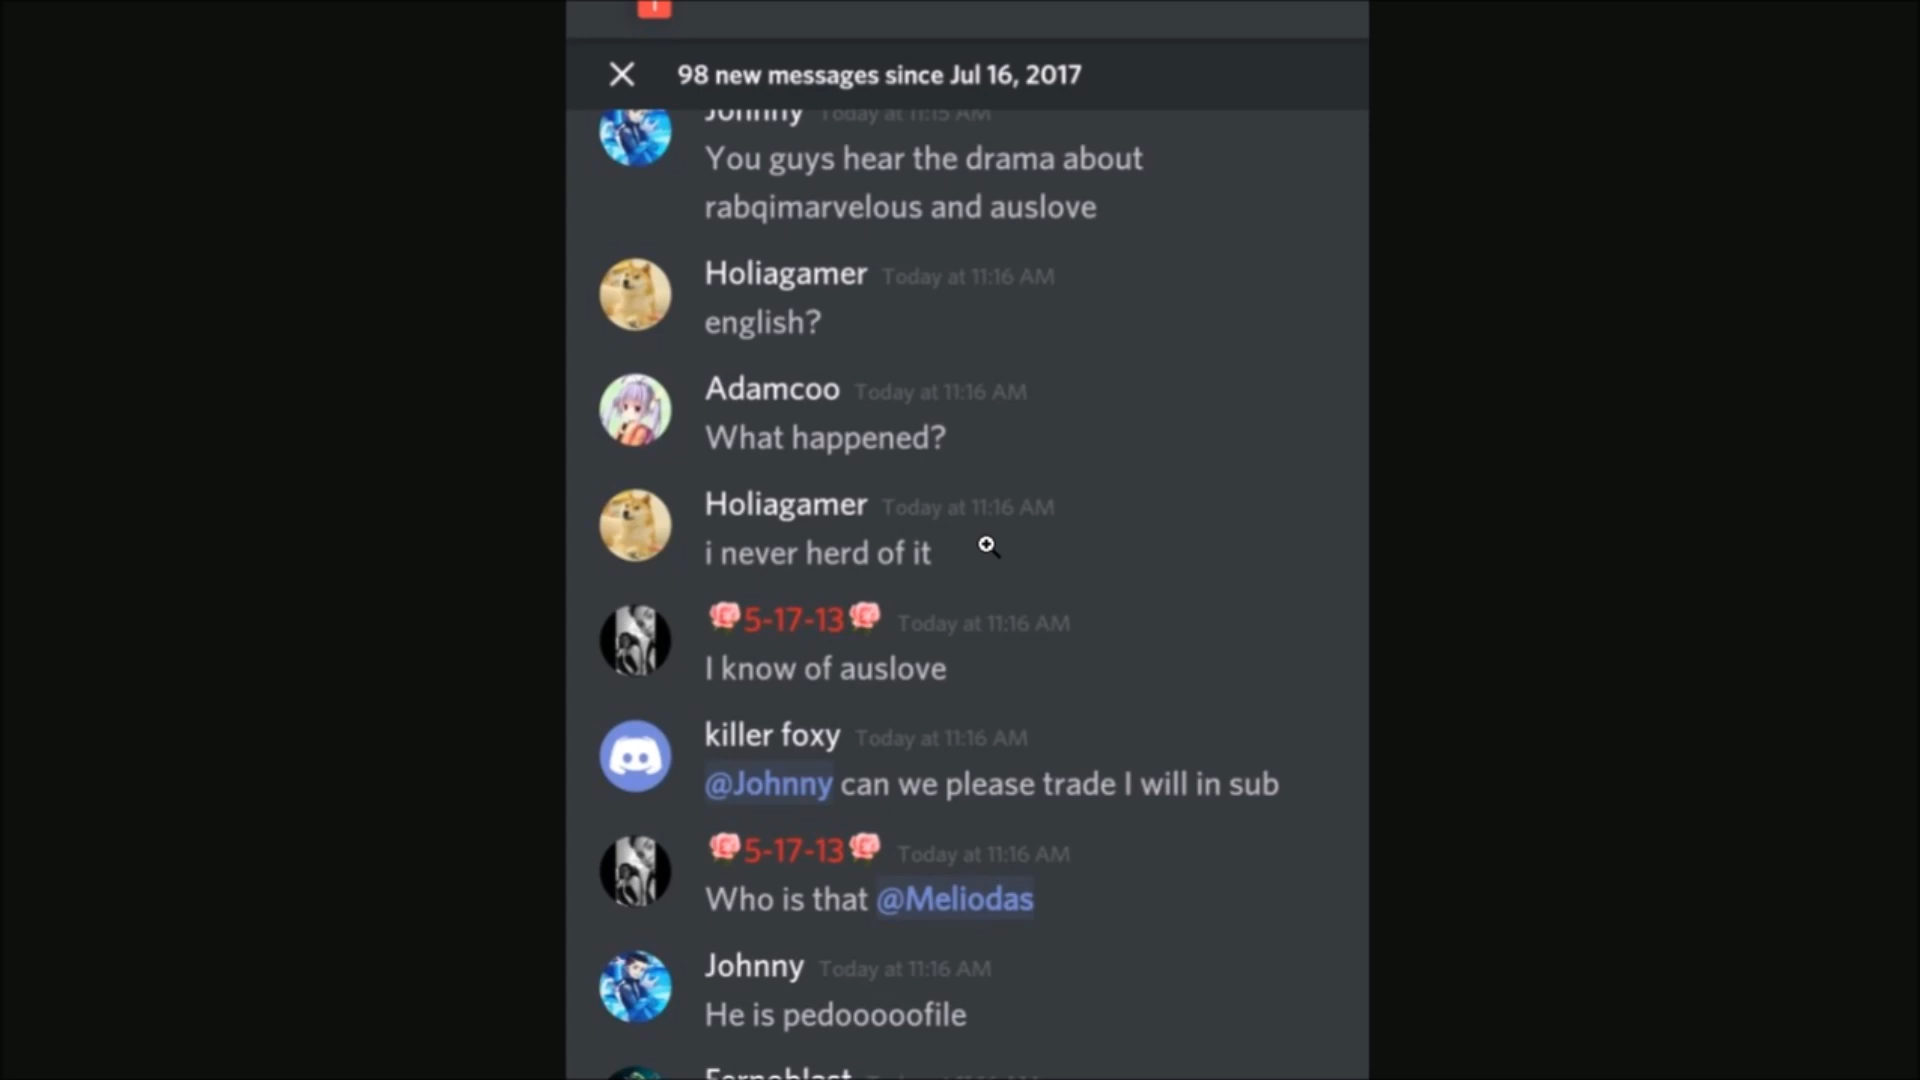 98 new messages since Jul 16, 2017
Johnny Today at 11:15 AM
You guys hear the drama about
rabqimarvelous and auslove
Holiagamer Today at 11:16 AM
english?
Adamcoo Today at 11:16 AM
What happened?
Holiagamer Today at 11:16 AM
i never herd of it
🌹5-17-13🌹 Today at 11:16 AM
I know of auslove
killer foxy Today at 11:16 AM
@Johnny can we please trade I will in sub
🌹5-17-13🌹 Today at 11:16 AM
Who is that @Meliodas
Johnny Today at 11:16 AM
He is pedooooofile